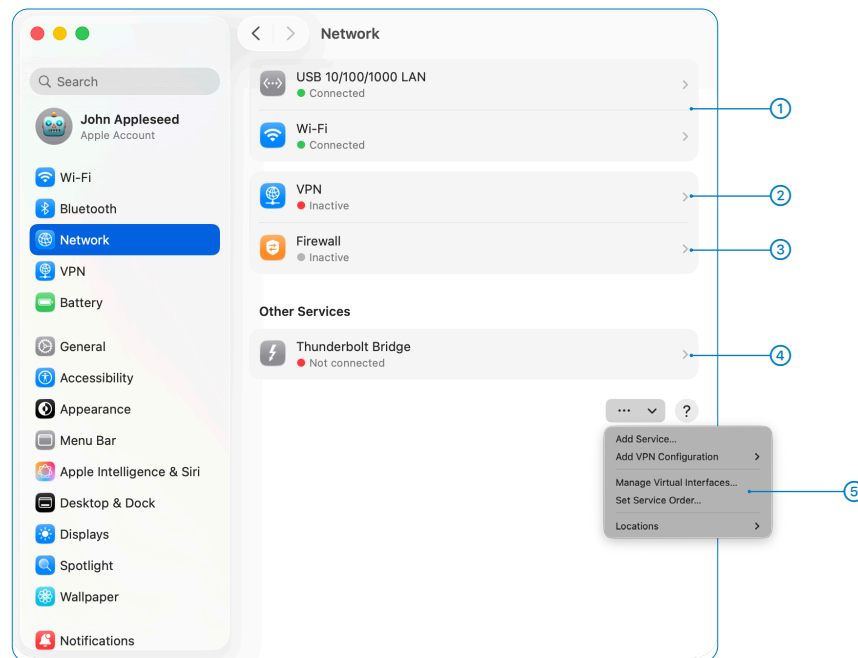 Network
Search
John Appleseed
Apple Account
Wi-Fi
Bluetooth
Network
VPN
Battery
General
Accessibility
Appearance
Menu Bar
Apple Intelligence & Siri
Desktop & Dock
Displays
Spotlight
Wallpaper
Notifications
USB 10/100/1000 LAN
Connected
Wi-Fi
Connected
1
VPN
Inactive
2
Firewall
Inactive
3
Other Services
Thunderbolt Bridge
Not connected
4
... ?
Add Service...
Add VPN Configuration
Manage Virtual Interfaces...
Set Service Order...
Locations
5